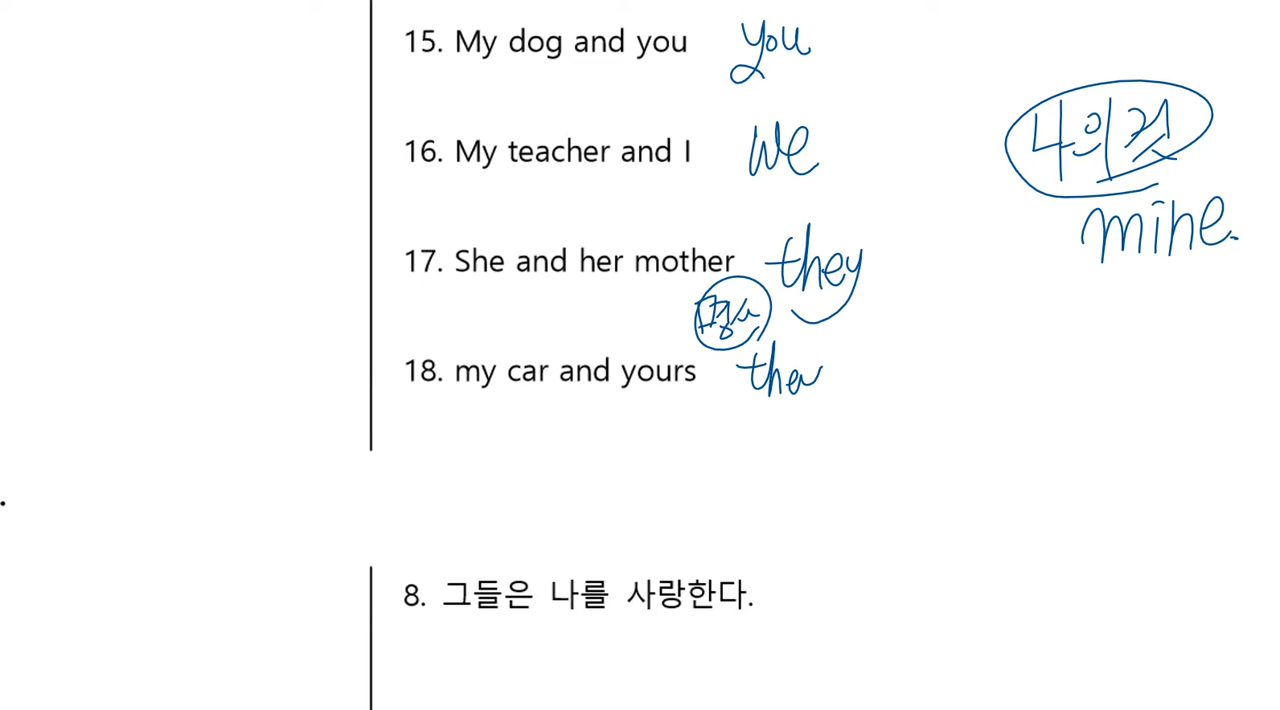 15. My dog and you you
16. My teacher and I we
나의 것
mine.
17. She and her mother they
명사
18. my car and yours
8. 그들은 나를 사랑한다.